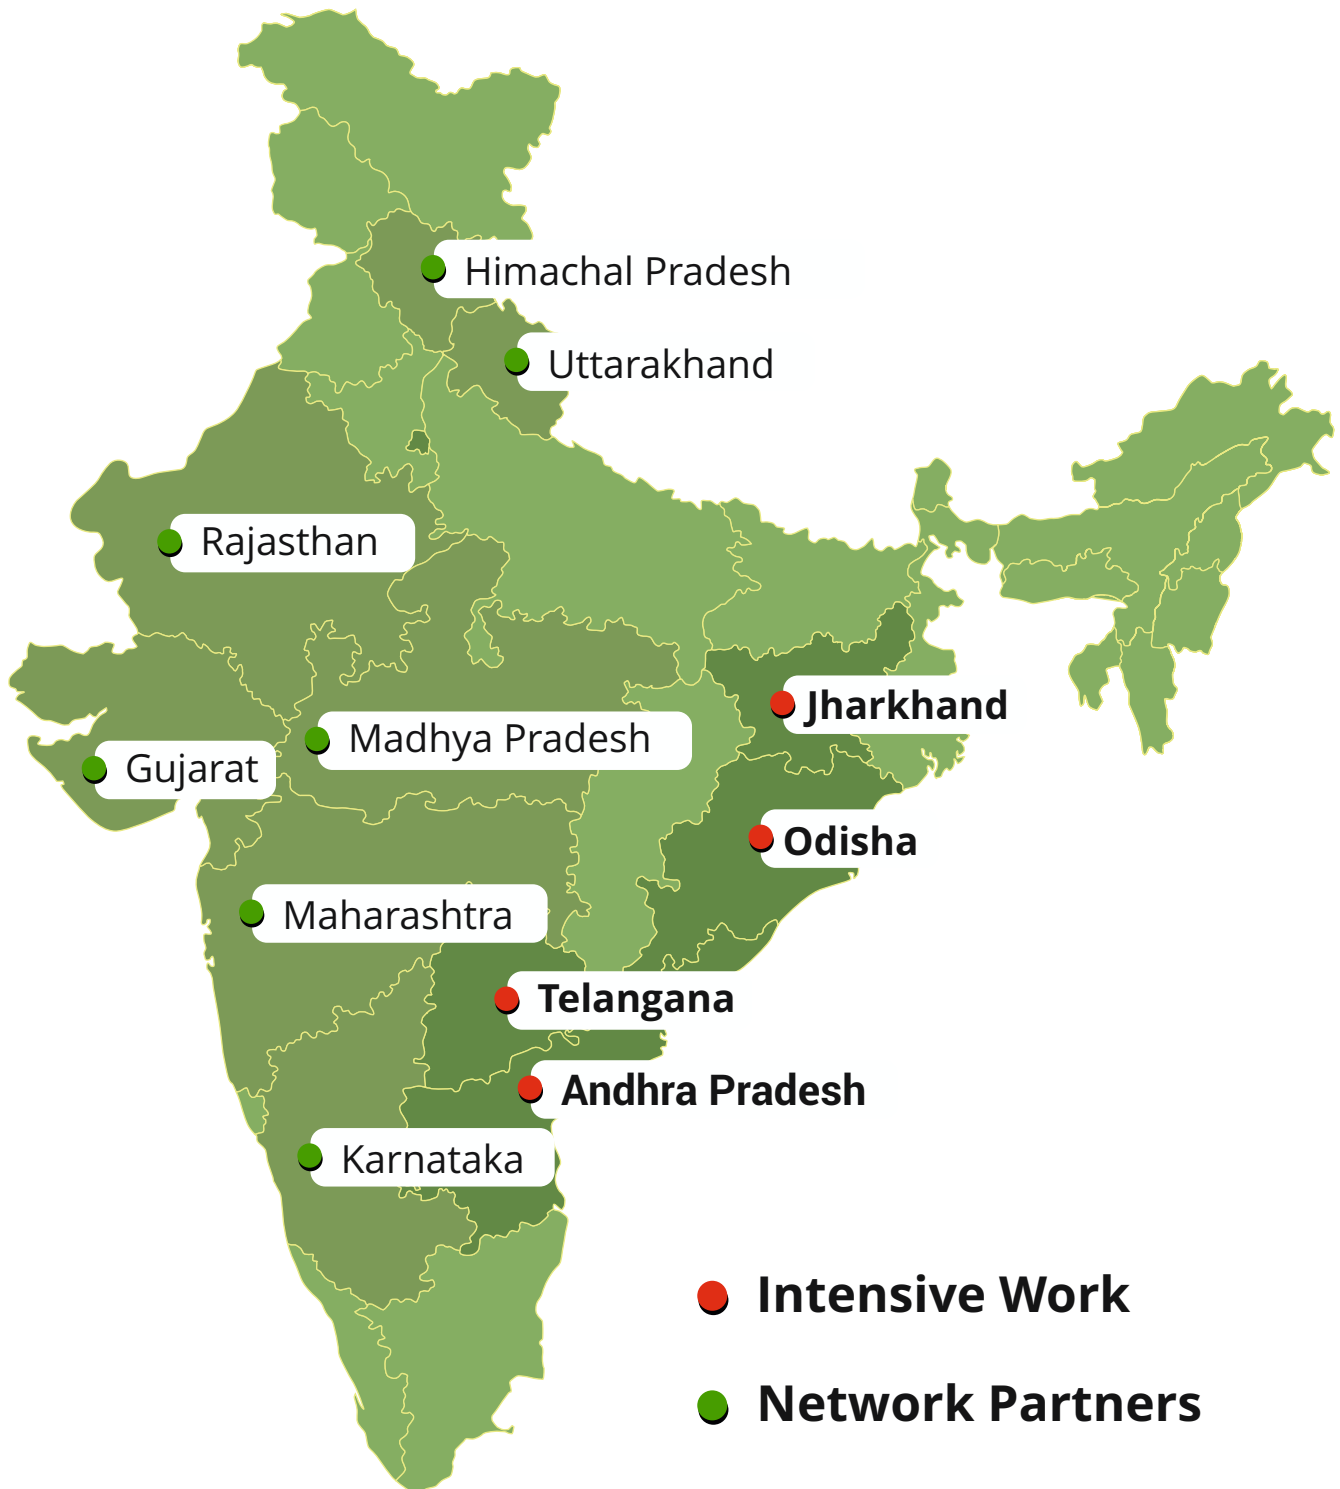 Himachal Pradesh
Uttarakhand
Rajasthan
Jharkhand
Madhya Pradesh
Gujarat
Odisha
Maharashtra
Telangana
Andhra Pradesh
Karnataka
Intensive Work
Network Partners